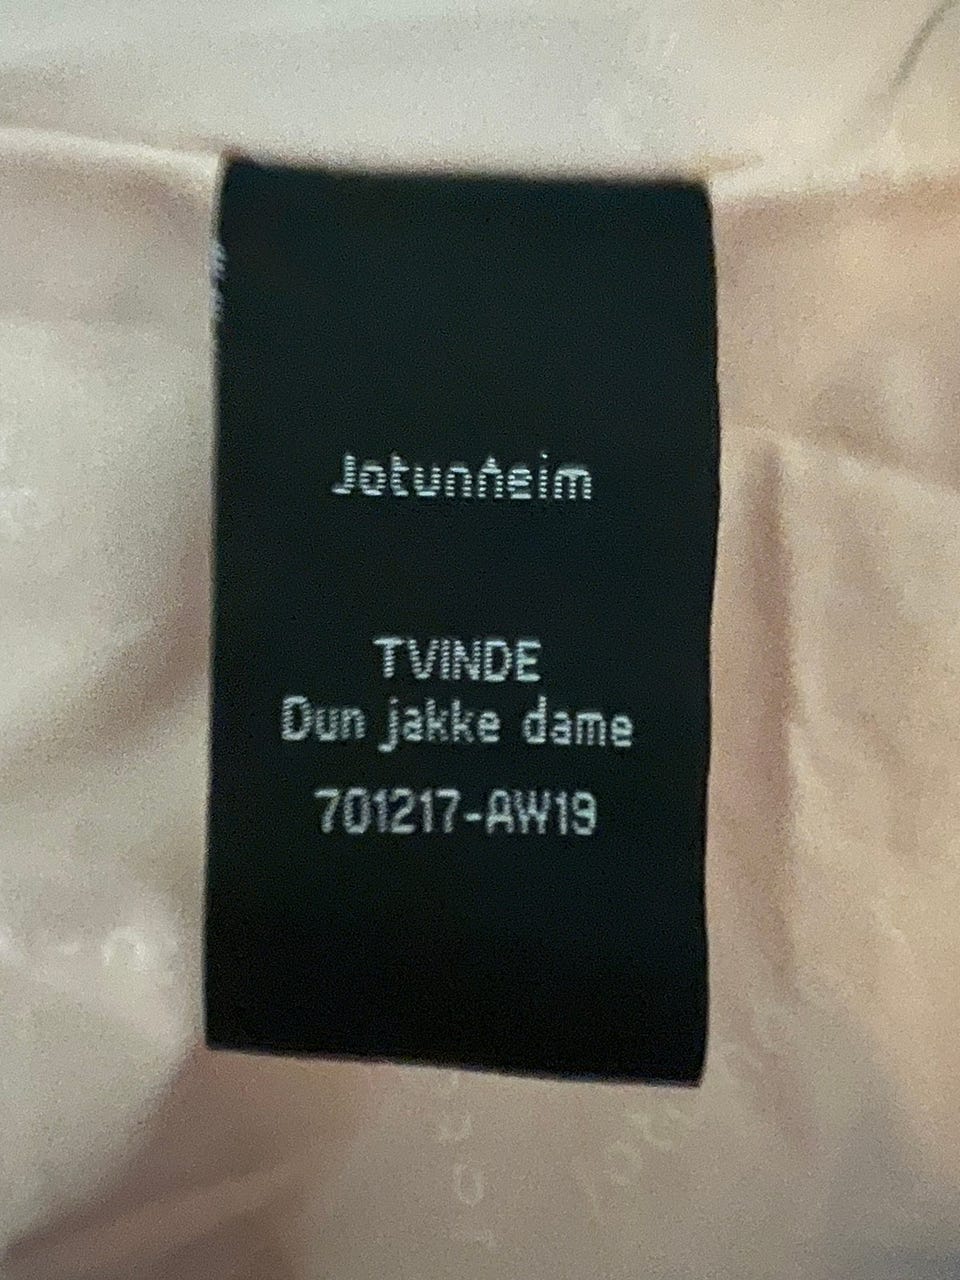 Jotunheim
TVINDE
Dun jakke dame
701217-AW19